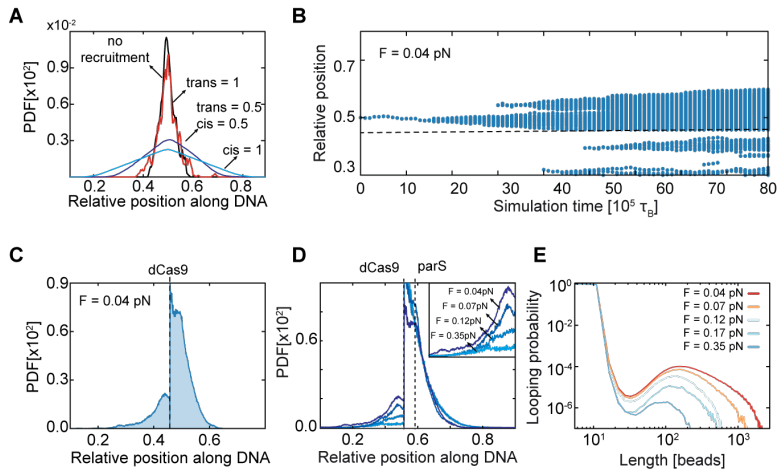 A
x10⁻²
PDF[x10²]
0.9
0.6
0.3
no
recruitment
trans = 1
trans = 0.5
cis = 0.5
cis = 1
0.2
0.4
0.6
0.8
Relative position along DNA
B
F = 0.04 pN
Relative position
0.7
0.5
0.3
0
10
20
30
40
50
60
70
80
Simulation time [10⁵ τB]
C
dCas9
F = 0.04 pN
PDF[x10²]
0.9
0.6
0.3
0
0.2
0.4
0.6
Relative position along DNA
D
dCas9
parS
F = 0.04pN
F = 0.07pN
F = 0.12pN
F = 0.35pN
PDF[x10²]
0.6
0.3
0.0
0.2
0.4
0.6
0.8
Relative position along DNA
E
Looping probability
10⁰
10⁻²
10⁻⁴
10⁻⁶
F = 0.04 pN
F = 0.07 pN
F = 0.12 pN
F = 0.17 pN
F = 0.35 pN
10¹
10²
10³
Length [beads]